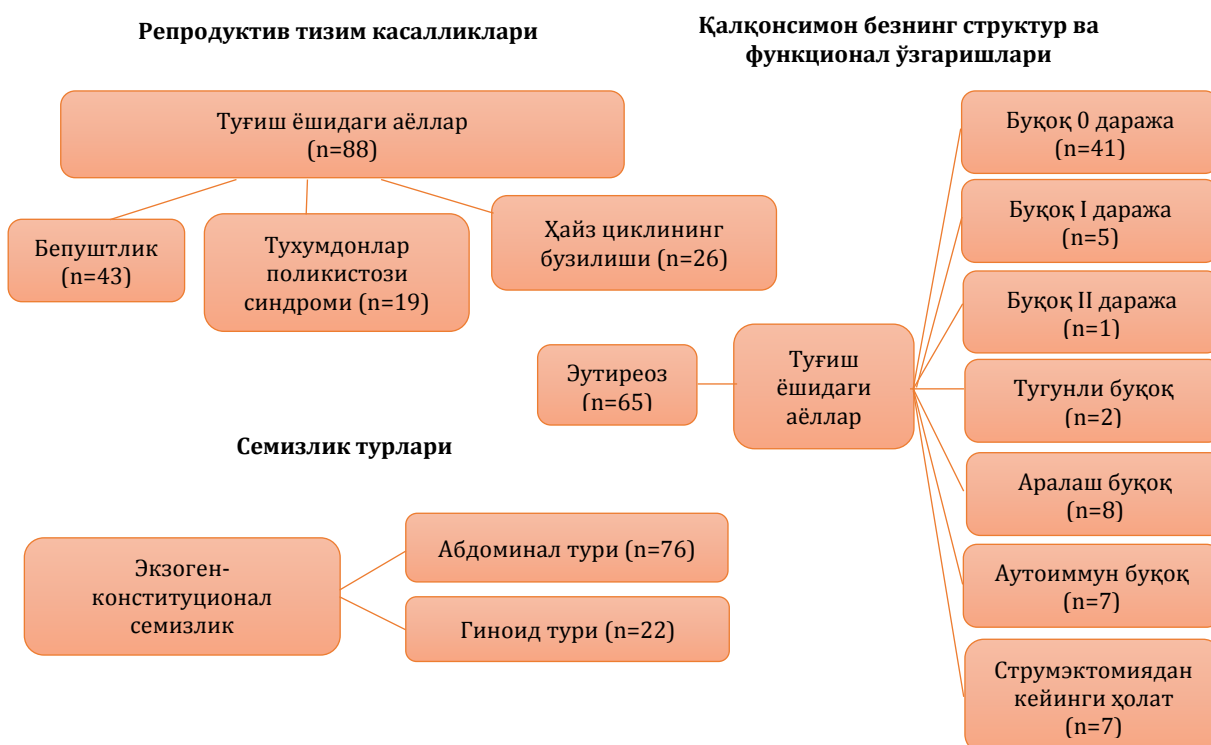 Репродуктив тизим касалликлари
Туғиш ёшидаги аёллар
(n=88)
Бепуштлик
(n=43)
Тухумдонлар
поликистози
синдроми (n=19)
Ҳайз циклининг
бузилиши (n=26)
Қалқонсимон безнинг структур ва
функционал ўзгаришлари
Эутиреоз
(n=65)
Туғиш
ёшидаги
аёллар
Буқоқ 0 даража
(n=41)
Буқоқ I даража
(n=5)
Буқоқ II даража
(n=1)
Тугунли буқоқ
(n=2)
Аралаш буқоқ
(n=8)
Аутоиммун буқоқ
(n=7)
Струмэктомиядан
кейинги ҳолат
(n=7)
Семизлик турлари
Экзоген-
конституционал
семизлик
Абдоминал тури (n=76)
Гиноид тури (n=22)